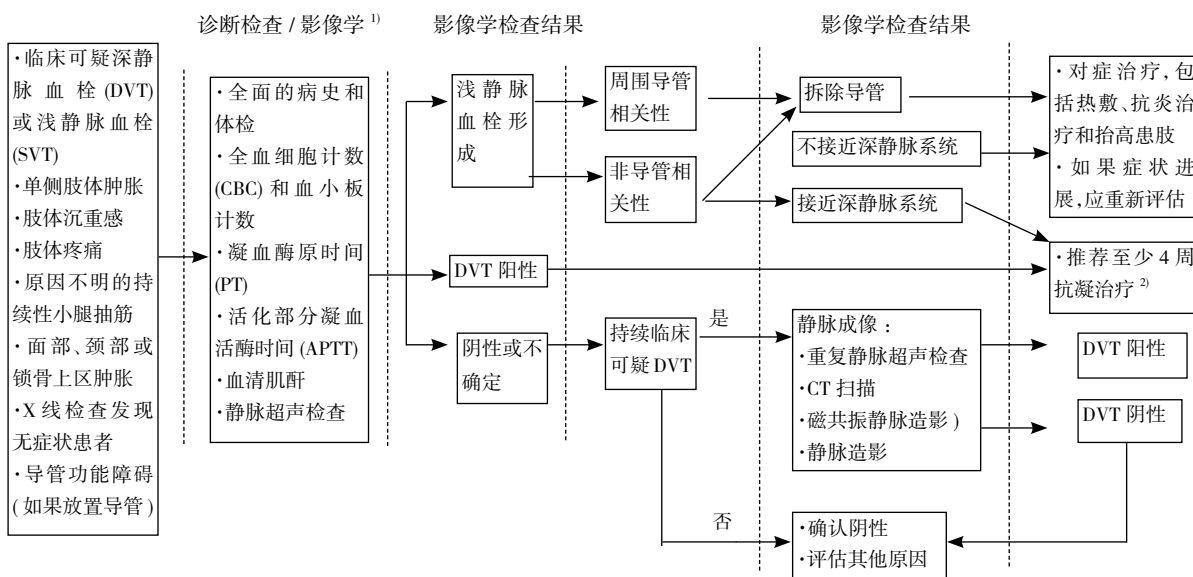 诊断检查 / 影像学 1)
影像学检查结果
影像学检查结果
·临床可疑深静
脉血栓(DVT)
或浅静脉血栓
(SVT)
·单侧肢体肿胀
·肢体沉重感
·肢体疼痛
·原因不明的持
续性小腿抽筋
·面部、颈部或
锁骨上区肿胀
·X线检查发现
无症状患者
·导管功能障碍
(如果放置导管)
·全面的病史和
体检
·全血细胞计数
(CBC)和血小板
计数
·凝血酶原时间
(PT)
·活化部分凝血
活酶时间(APTT)
·血清肌酐
·静脉超声检查
浅静脉
血栓形
成
DVT 阳性
阴性或不
确定
周围导管
相关性
非导管相
关性
持续临床
可疑DVT
是
否
拆除导管
不接近深静脉系统
接近深静脉系统
静脉成像：
·重复静脉超声检查
·CT 扫描
·磁共振静脉造影)
·静脉造影
·确认阴性
·评估其他原因
·对症治疗,包
括热敷、抗炎治
疗和抬高患肢
·如果症状进
展,应重新评估
·推荐至少4周
抗凝治疗 2)
DVT 阳性
DVT 阴性